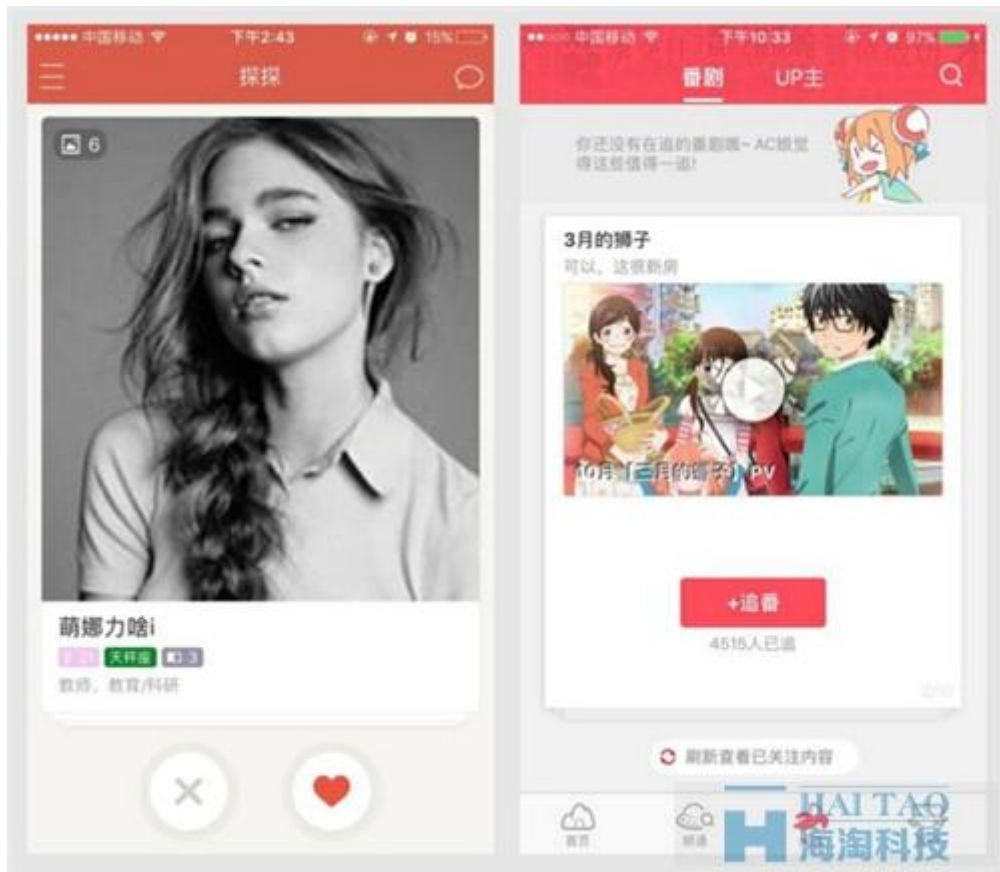 中国移动 下午2:43 15%
探探
6
萌娜力啥i
天秤座 3
教师，教育/科研
中国移动 下午10:33 97%
番剧 UP主
你还没有在追的番剧哦~ AC娘觉
得这些值得一追!
3月的狮子
可以，这很新房
10月「三月的狮子」PV
+追番
4515人已追
刷新查看已关注内容
首页 频道
HAI TAO
海淘科技